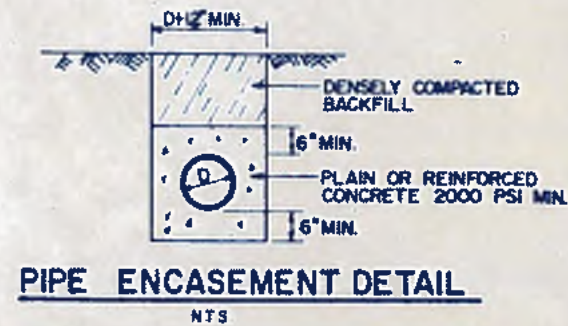 D+12" MIN.
DENSELY COMPACTED
BACKFILL
6" MIN.
D
PLAIN OR REINFORCED
CONCRETE 2000 PSI MIN.
6" MIN.
PIPE ENCASEMENT DETAIL
NTS